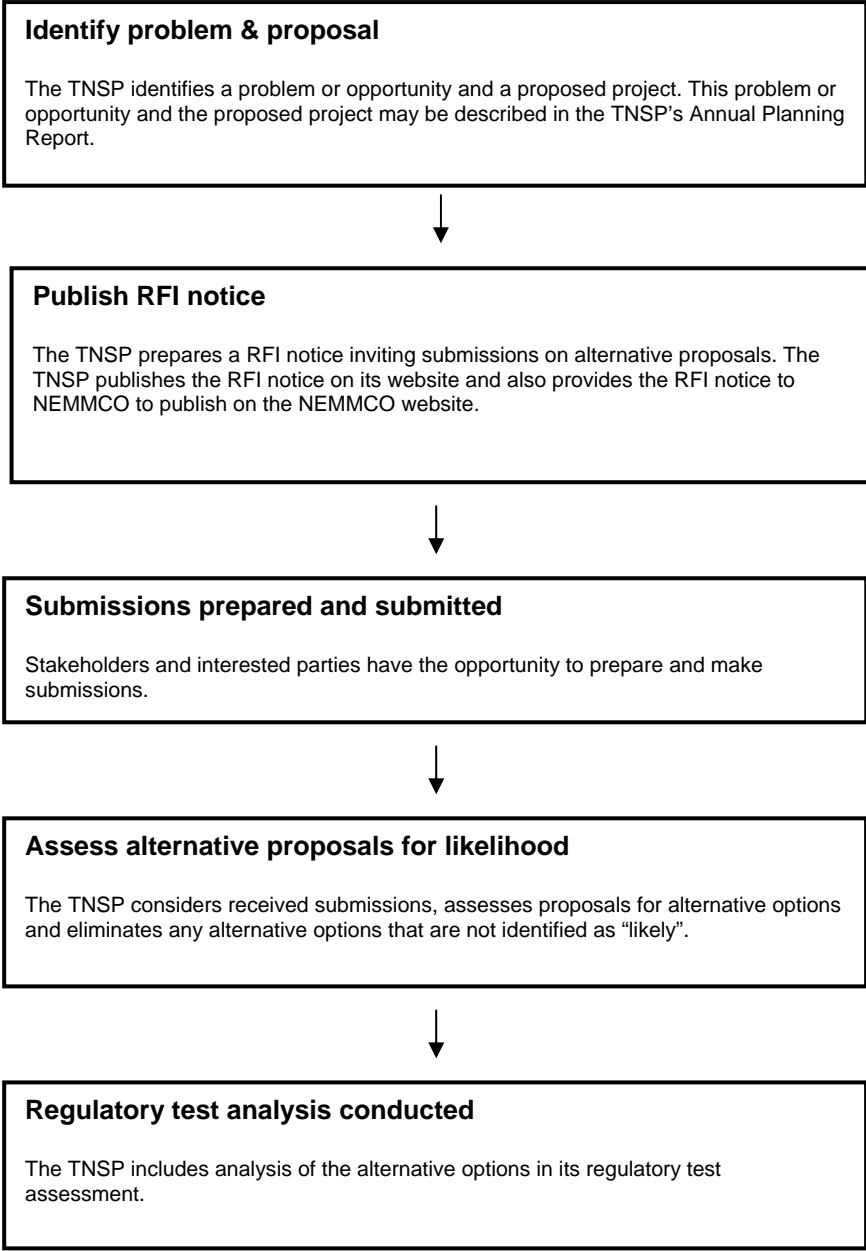 Identify problem & proposal
The TNSP identifies a problem or opportunity and a proposed project. This problem or
opportunity and the proposed project may be described in the TNSP's Annual Planning
Report.
Publish RFI notice
The TNSP prepares a RFI notice inviting submissions on alternative proposals. The
TNSP publishes the RFI notice on its website and also provides the RFI notice to
NEMMCO to publish on the NEMMCO website.
Submissions prepared and submitted
Stakeholders and interested parties have the opportunity to prepare and make
submissions.
Assess alternative proposals for likelihood
The TNSP considers received submissions, assesses proposals for alternative options
and eliminates any alternative options that are not identified as “likely”.
Regulatory test analysis conducted
The TNSP includes analysis of the alternative options in its regulatory test
assessment.